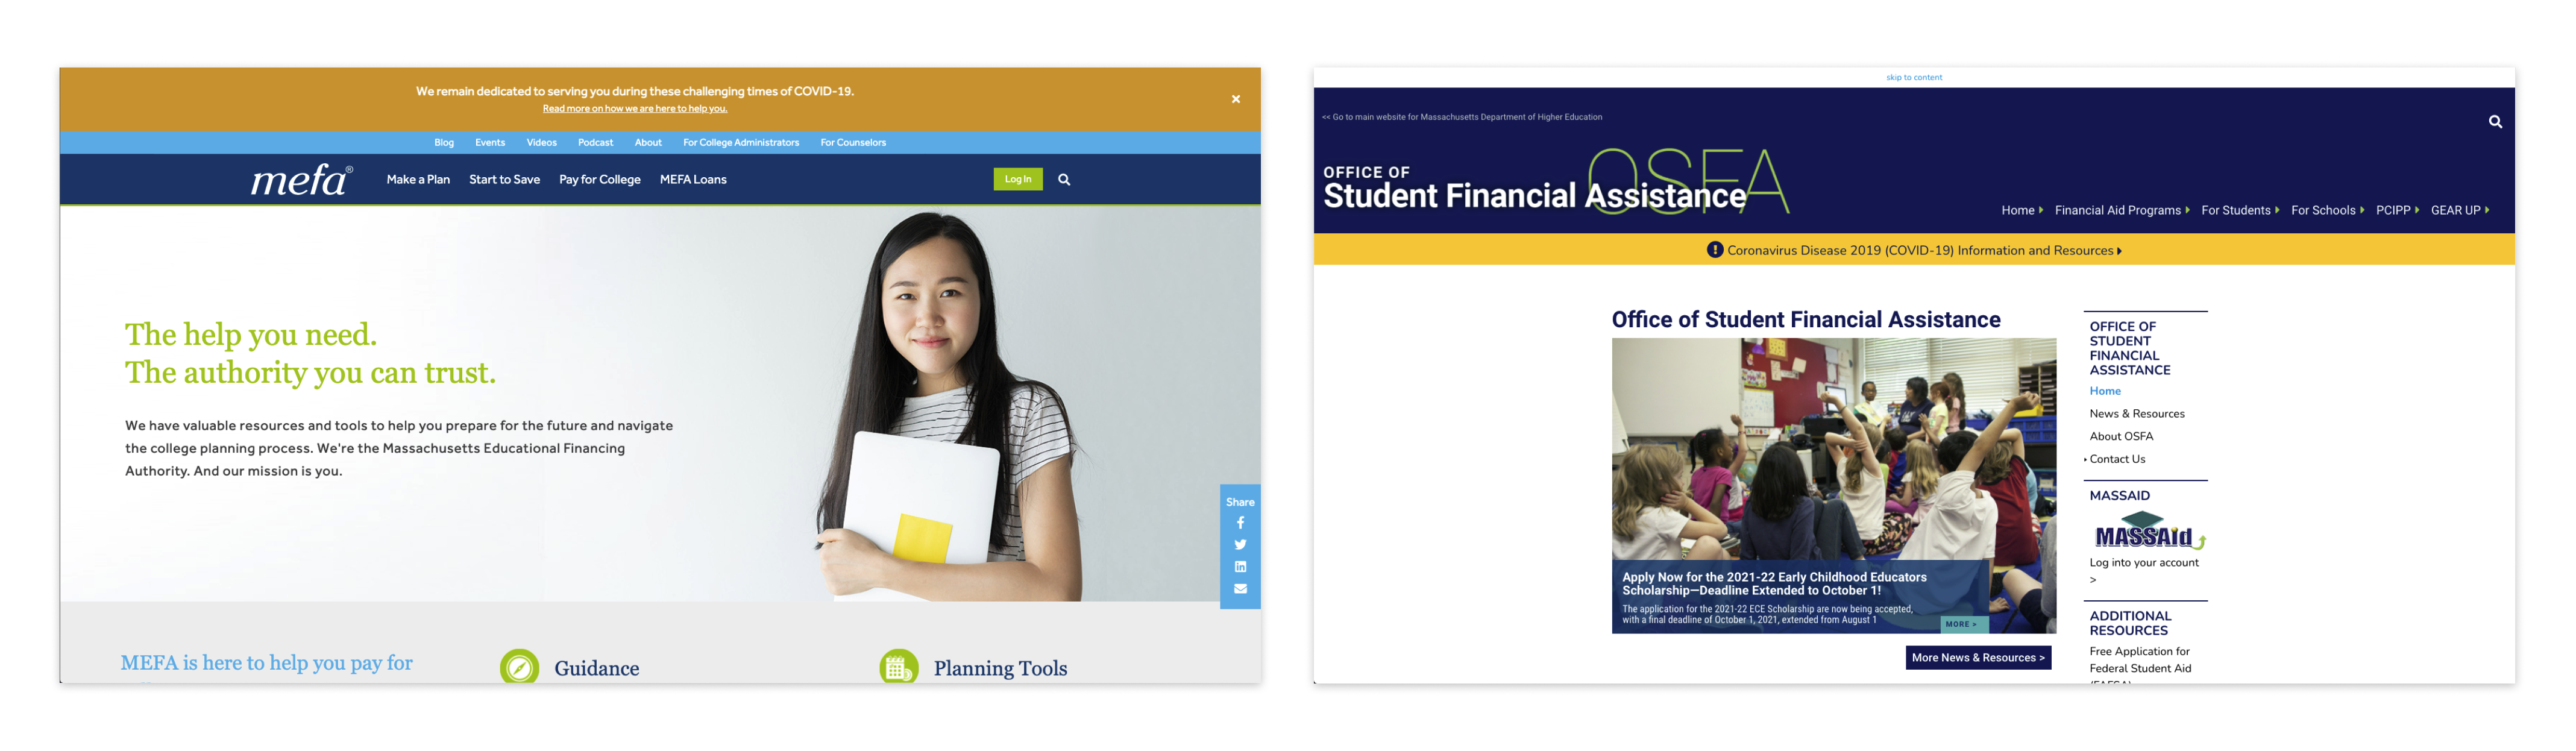 We remain dedicated to serving you during these challenging times of COVID-19.
Read more on how we are here to help you.
×
Blog Events Videos Podcast About For College Administrators For Counselors
mefa®
Make a Plan Start to Save Pay for College MEFA Loans
Log In
The help you need.
The authority you can trust.
We have valuable resources and tools to help you prepare for the future and navigate
the college planning process. We're the Massachusetts Educational Financing
Authority. And our mission is you.
Share
MEFA is here to help you pay for
Guidance
Planning Tools
skip to content
<< Go to main website for Massachusetts Department of Higher Education
OSFA
OFFICE OF
Student Financial Assistance
Home Financial Aid Programs For Students For Schools PCIPP GEAR UP
Coronavirus Disease 2019 (COVID-19) Information and Resources
Office of Student Financial Assistance
Apply Now for the 2021-22 Early Childhood Educators
Scholarship—Deadline Extended to October 1!
The application for the 2021-22 ECE Scholarship are now being accepted,
with a final deadline of October 1, 2021, extended from August 1
MORE >
More News & Resources >
OFFICE OF
STUDENT
FINANCIAL
ASSISTANCE
Home
News & Resources
About OSFA
Contact Us
MASSAID
MASSAid
Log into your account
>
ADDITIONAL
RESOURCES
Free Application for
Federal Student Aid